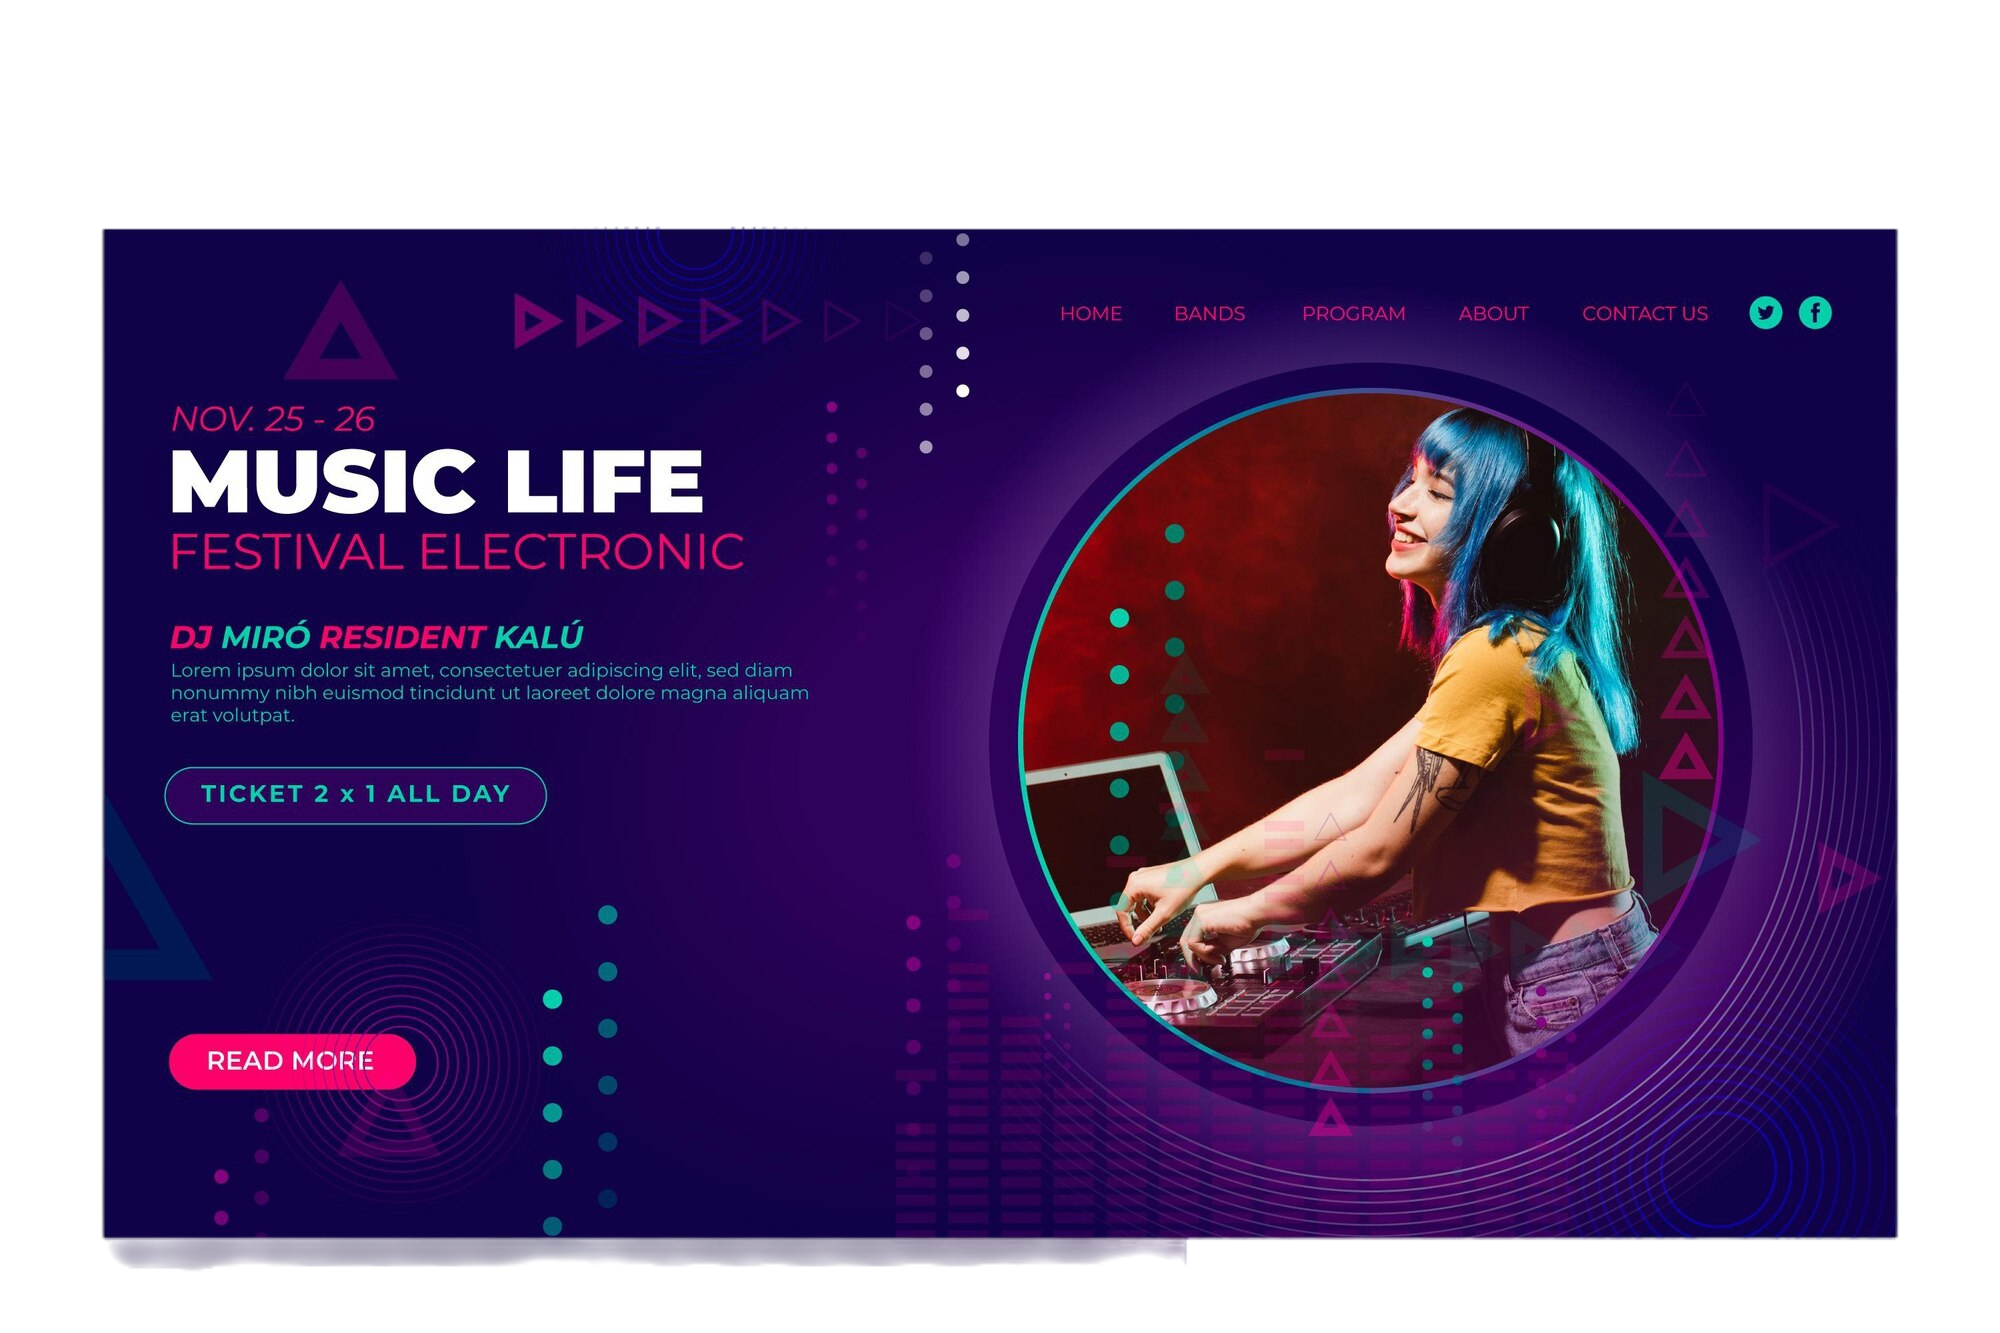 HOME BANDS PROGRAM ABOUT CONTACT US
NOV. 25 - 26
MUSIC LIFE
FESTIVAL ELECTRONIC
DJ MIRÓ RESIDENT KALÚ
Lorem ipsum dolor sit amet, consectetuer adipiscing elit, sed diam
nonummy nibh euismod tincidunt ut laoreet dolore magna aliquam
erat volutpat.
TICKET 2 x 1 ALL DAY
READ MORE